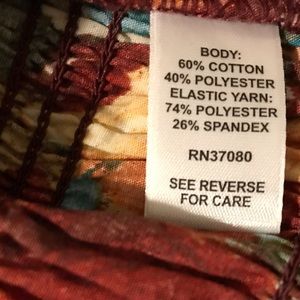 BODY:
60% COTTON
40% POLYESTER
ELASTIC YARN:
74% POLYESTER
26% SPANDEX
RN37080
SEE REVERSE
FOR CARE